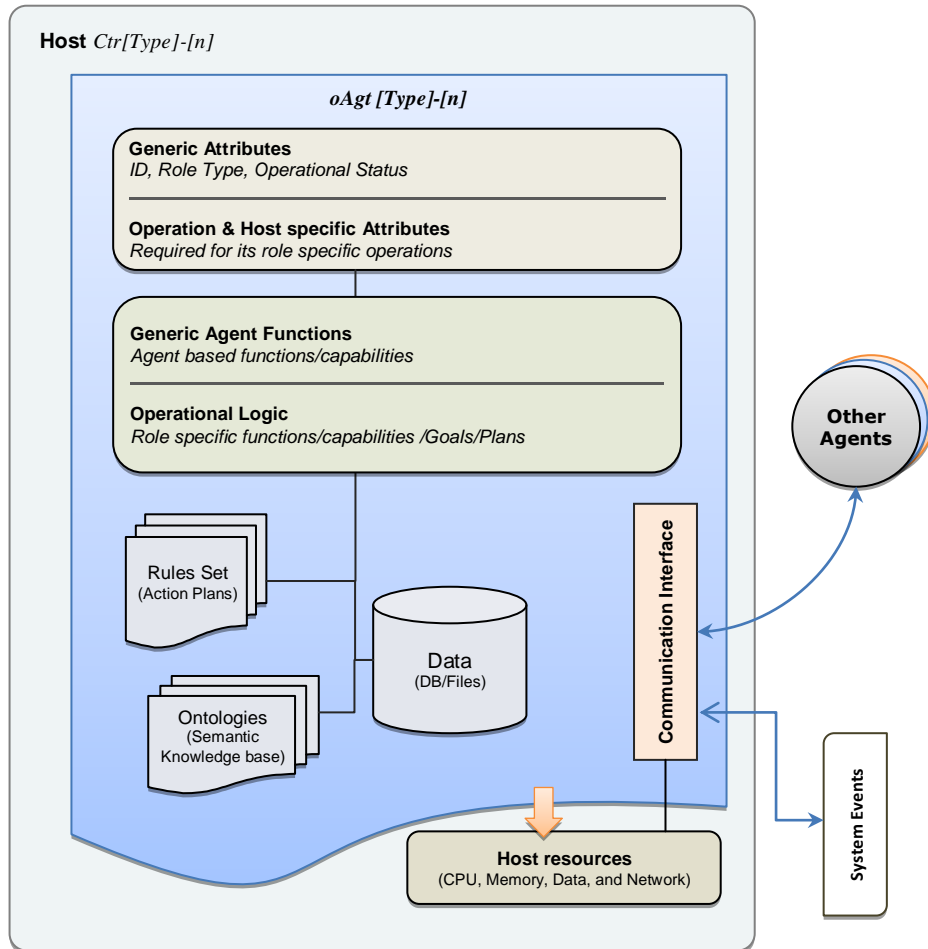 Host Ctr[Type]-[n]
oAgt [Type]-[n]
Generic Attributes
ID, Role Type, Operational Status
Operation & Host specific Attributes
Required for its role specific operations
Generic Agent Functions
Agent based functions/capabilities
Operational Logic
Role specific functions/capabilities /Goals/Plans
Other
Agents
Rules Set
(Action Plans)
Communication Interface
Data
(DB/Files)
Ontologies
(Semantic
Knowledge base)
System Events
Host resources
(CPU, Memory, Data, and Network)